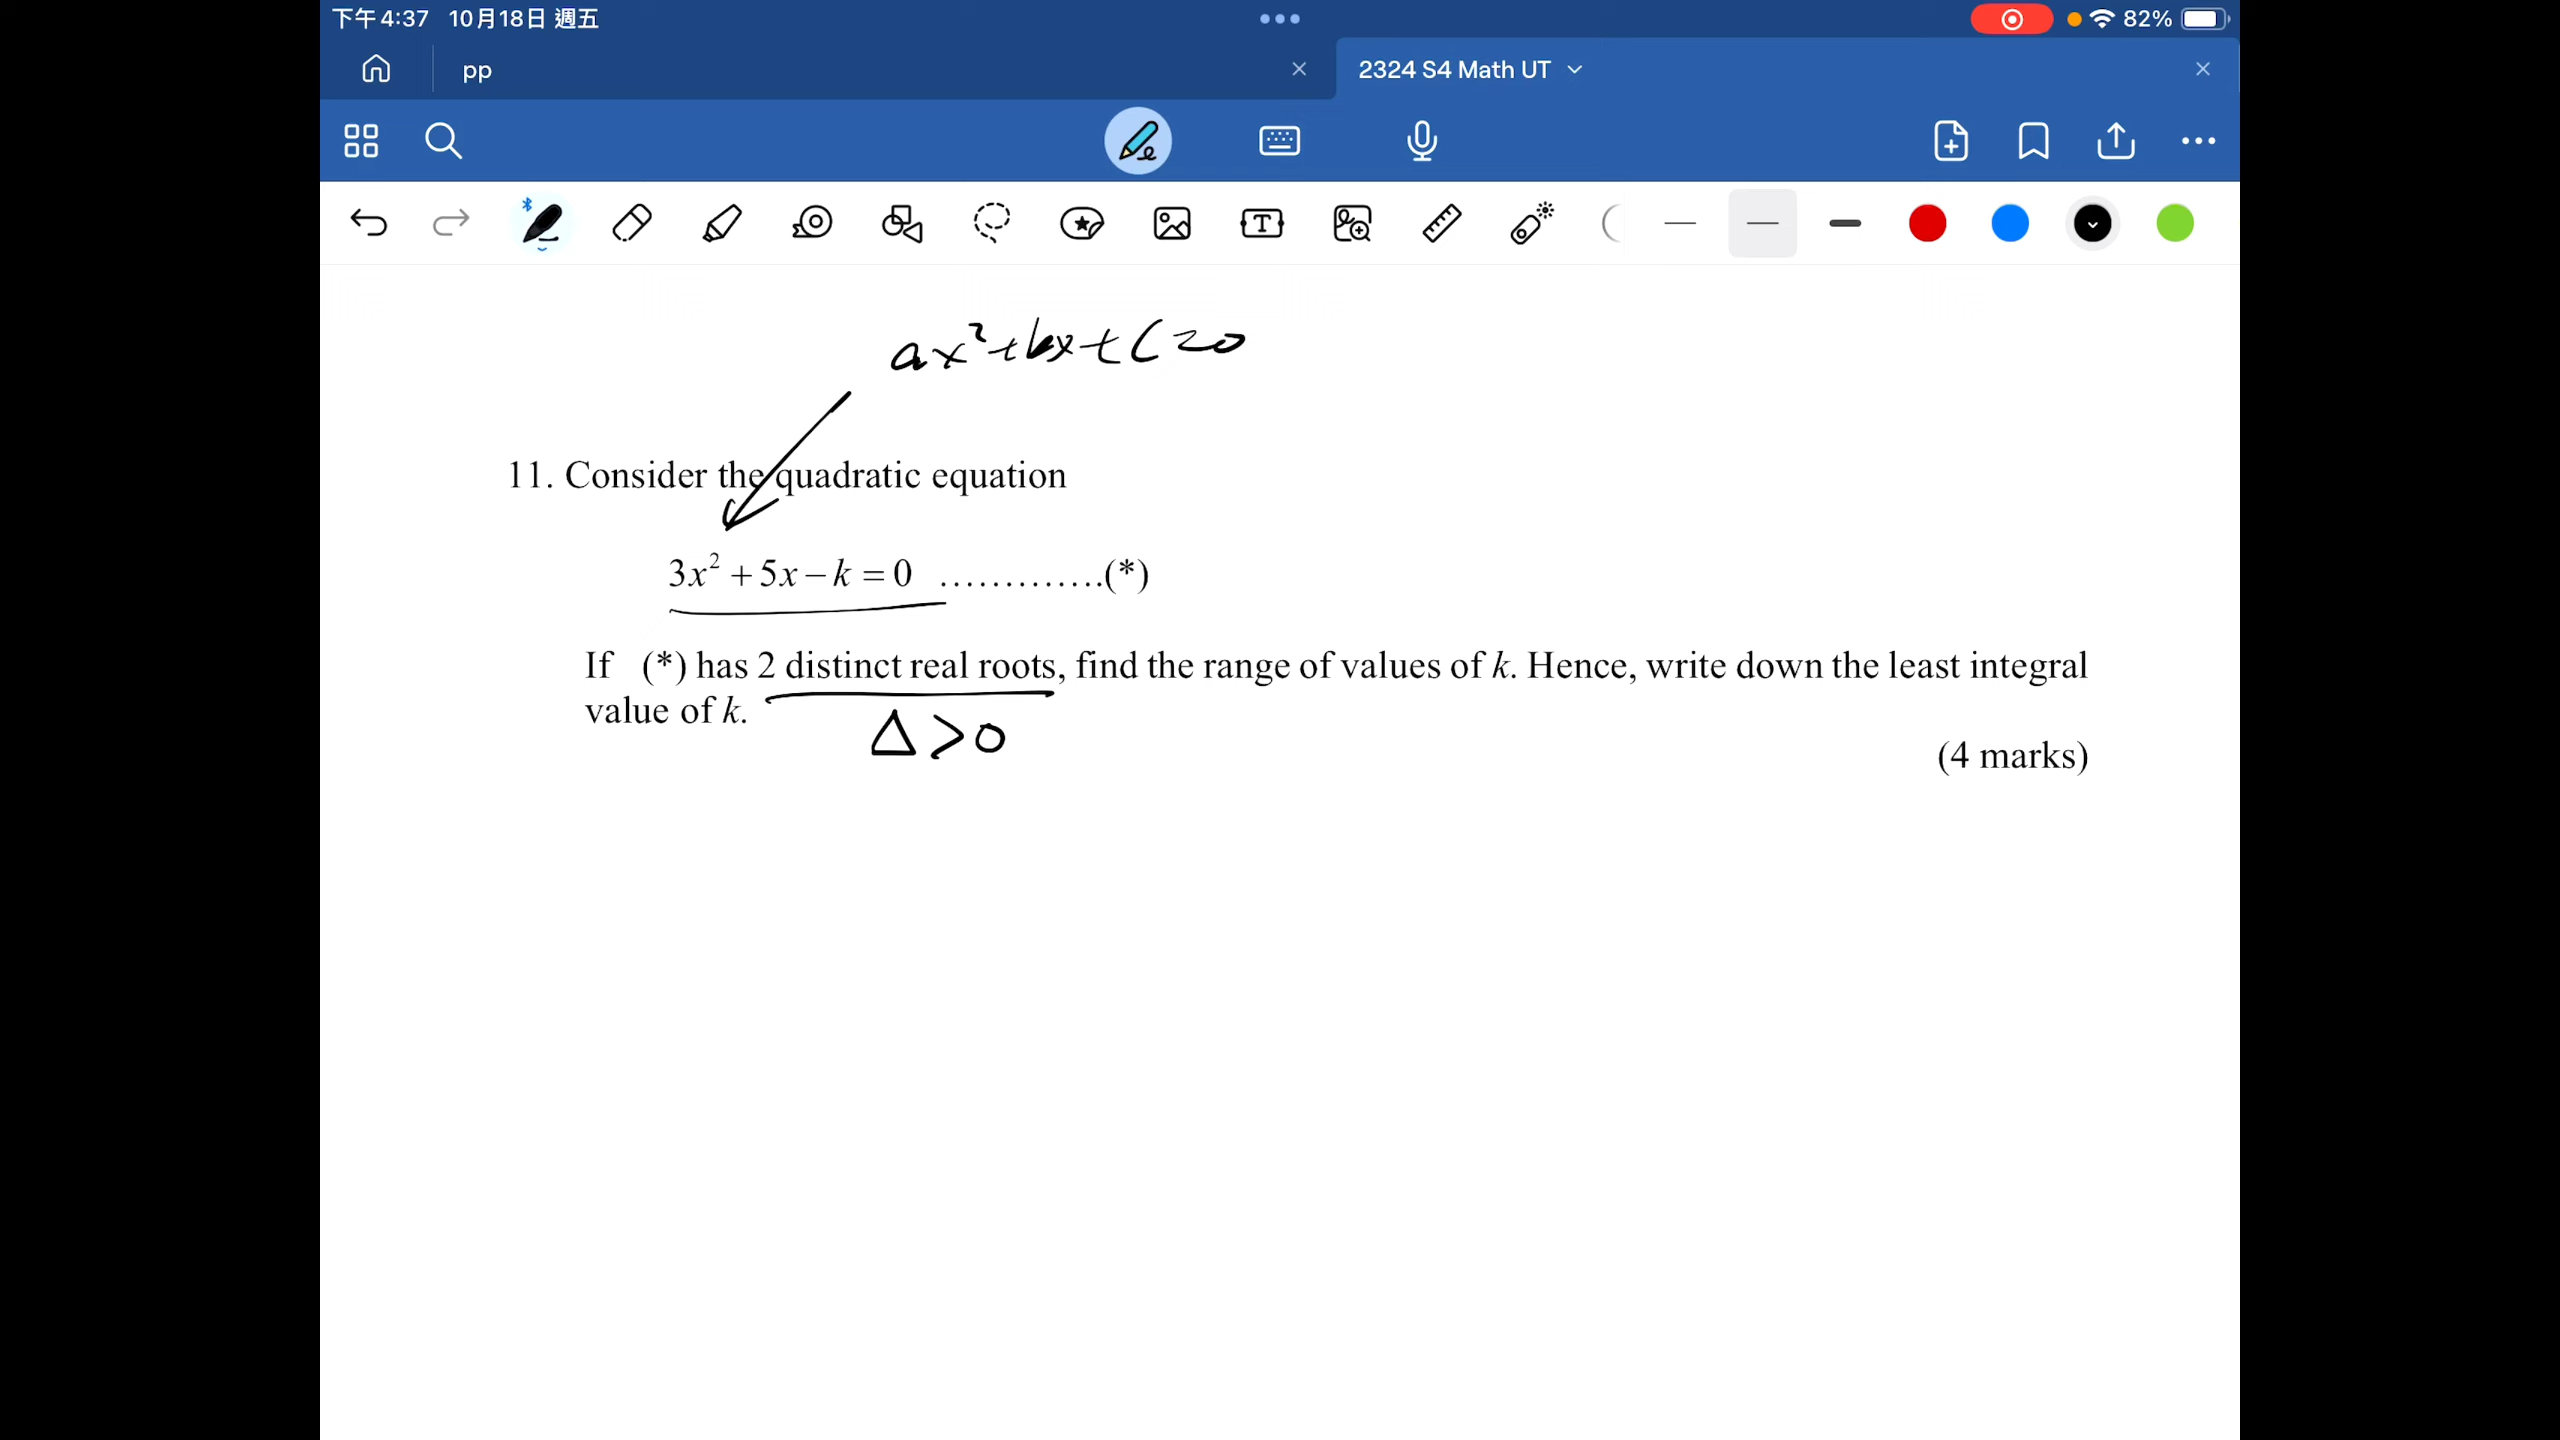 下午4:37 10月18日 週五
82%
pp
2324 S4 Math UT
ax²+bx+c=0
11. Consider the quadratic equation
3x² + 5x – k = 0 .............(*)
If (*) has 2 distinct real roots, find the range of values of k. Hence, write down the least integral
value of k.
Δ>0
(4 marks)